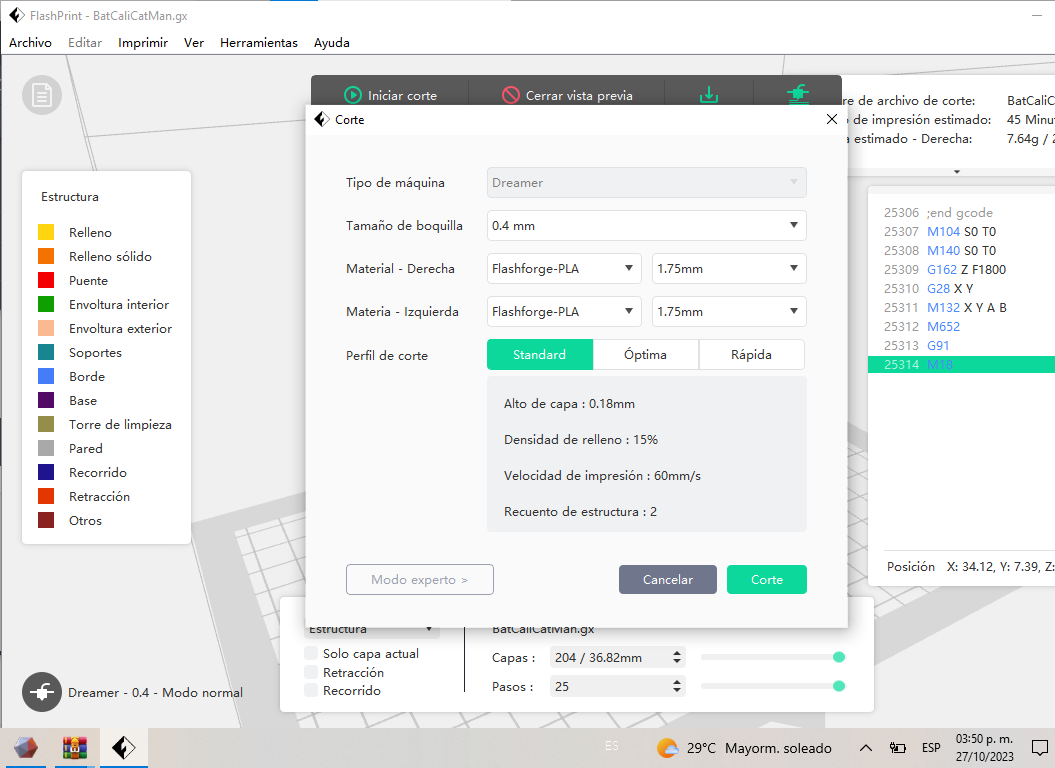 FlashPrint - BatCaliCatMan.gx
Archivo Editar Imprimir Ver Herramientas Ayuda
Iniciar corte Cerrar vista previa
re de archivo de corte: BatCaliC
de impresión estimado: 45 Minu
a estimado - Derecha: 7.64g / 2
Corte
Tipo de máquina Dreamer
Tamaño de boquilla 0.4 mm
Material - Derecha Flashforge-PLA 1.75mm
Materia - Izquierda Flashforge-PLA 1.75mm
Perfil de corte Standard Óptima Rápida
Alto de capa : 0.18mm
Densidad de relleno : 15%
Velocidad de impresión : 60mm/s
Recuento de estructura : 2
Modo experto > Cancelar Corte
Estructura
Relleno
Relleno sólido
Puente
Envoltura interior
Envoltura exterior
Soportes
Borde
Base
Torre de limpieza
Pared
Recorrido
Retracción
Otros
25306 ;end gcode
25307 M104 S0 T0
25308 M140 S0 T0
25309 G162 Z F1800
25310 G28 X Y
25311 M132 X Y A B
25312 M652
25313 G91
25314 M18
Posición X: 34.12, Y: 7.39, Z:
Estructura BatCaliCatMan.gx
Solo capa actual
Retracción
Recorrido
Capas : 204 / 36.82mm
Pasos : 25
Dreamer - 0.4 - Modo normal
ES
29°C Mayorm. soleado
ESP
03:50 p. m.
27/10/2023